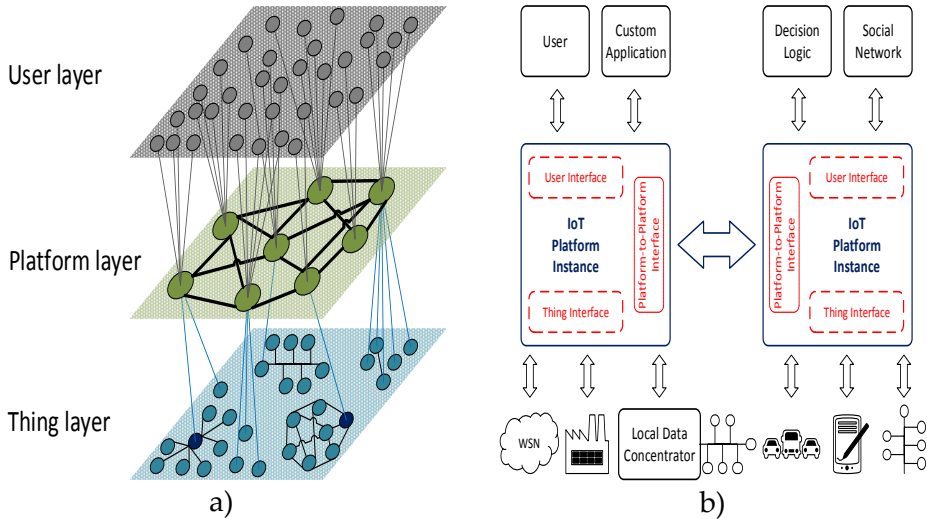 User layer
Platform layer
Thing layer
a)
User
Custom
Application
Decision
Logic
Social
Network
User Interface
IoT
Platform
Instance
Thing Interface
Platform-to-Platform
Interface
Platform-to-Platform
Interface
User Interface
IoT
Platform
Instance
Thing Interface
WSN
Local Data
Concentrator
b)